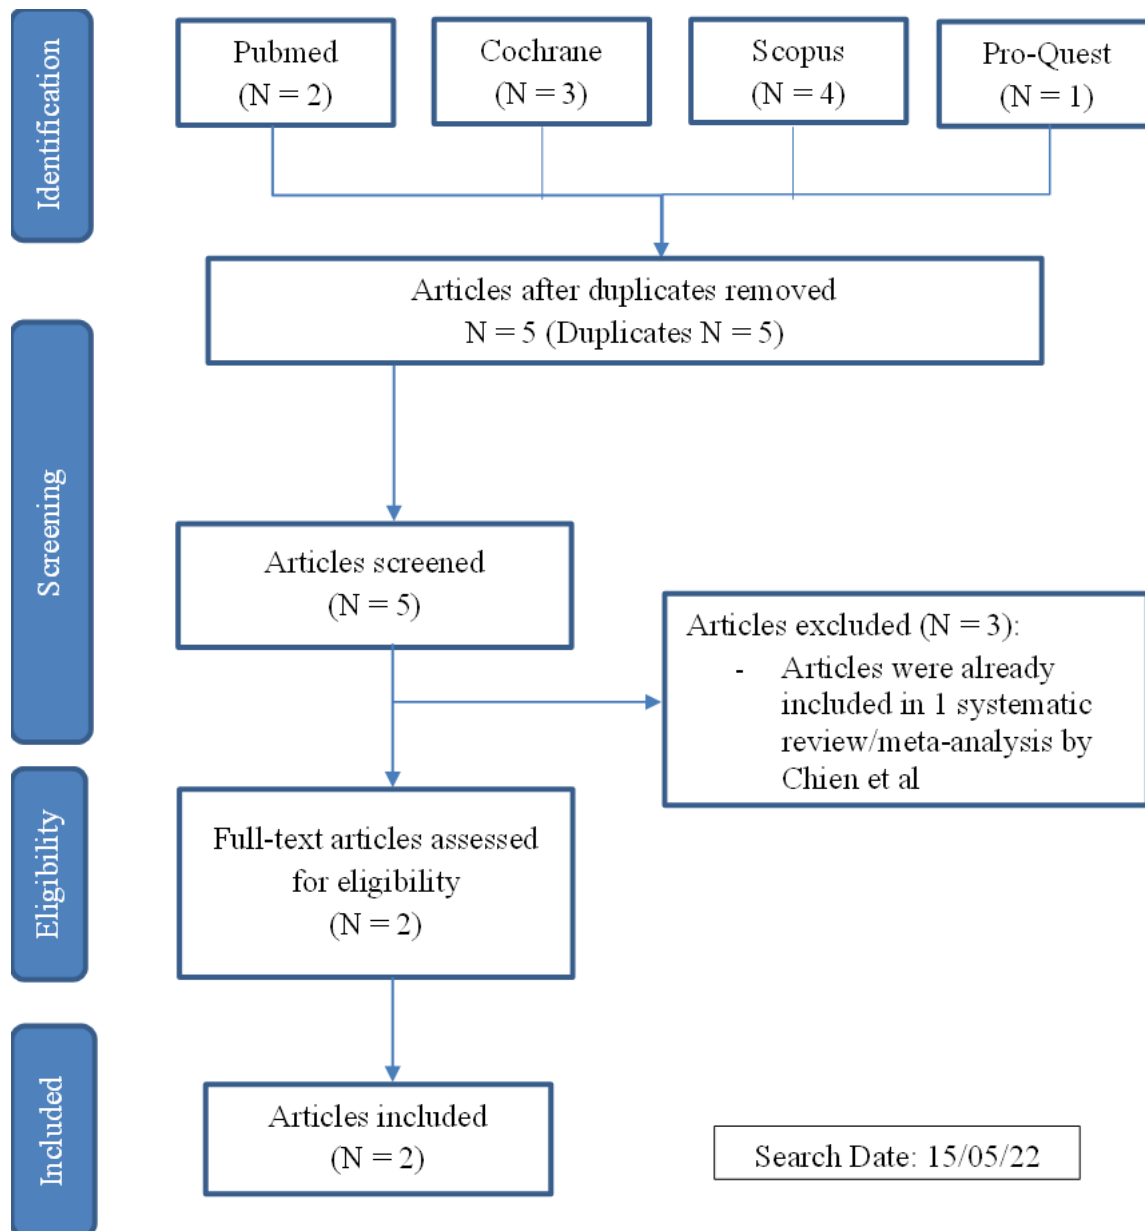 Identification
Pubmed
(N = 2)
Cochrane
(N = 3)
Scopus
(N = 4)
Pro-Quest
(N = 1)
Articles after duplicates removed
N = 5 (Duplicates N = 5)
Screening
Articles screened
(N = 5)
Articles excluded (N = 3):
- Articles were already
included in 1 systematic
review/meta-analysis by
Chien et al
Eligibility
Full-text articles assessed
for eligibility
(N = 2)
Included
Articles included
(N = 2)
Search Date: 15/05/22